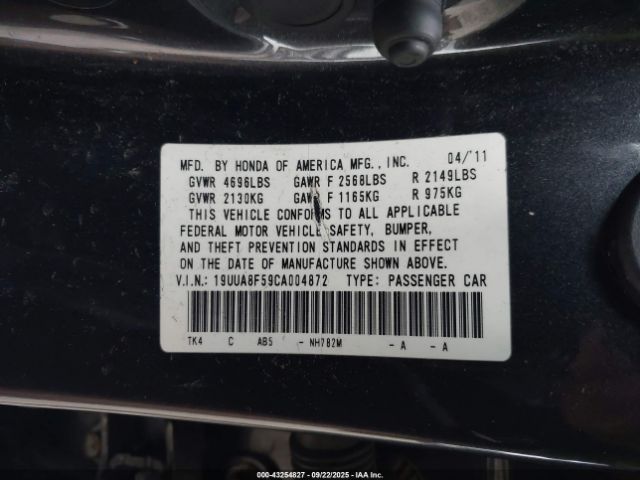 MFD. BY HONDA OF AMERICA MFG., INC. 04/'11
GVWR 4696LBS GAWR F 2568LBS R 2149LBS
GVWR 2130KG GAWR F 1165KG R 975KG
THIS VEHICLE CONFORMS TO ALL APPLICABLE
FEDERAL MOTOR VEHICLE SAFETY, BUMPER,
AND THEFT PREVENTION STANDARDS IN EFFECT
ON THE DATE OF MANUFACTURE SHOWN ABOVE.
V.I.N.: 19UUA8F59CA004872 TYPE: PASSENGER CAR
TK4 C AB5 - NH782M - A - A
000-43254827 - 09/22/2025 - IAA Inc.